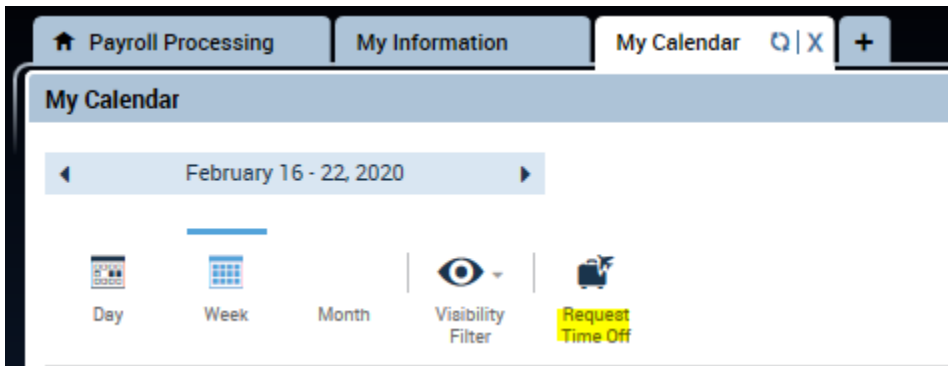 Payroll Processing
My Information
My Calendar
X
+
My Calendar
February 16 - 22, 2020
Day
Week
Month
Visibility
Filter
Request
Time Off